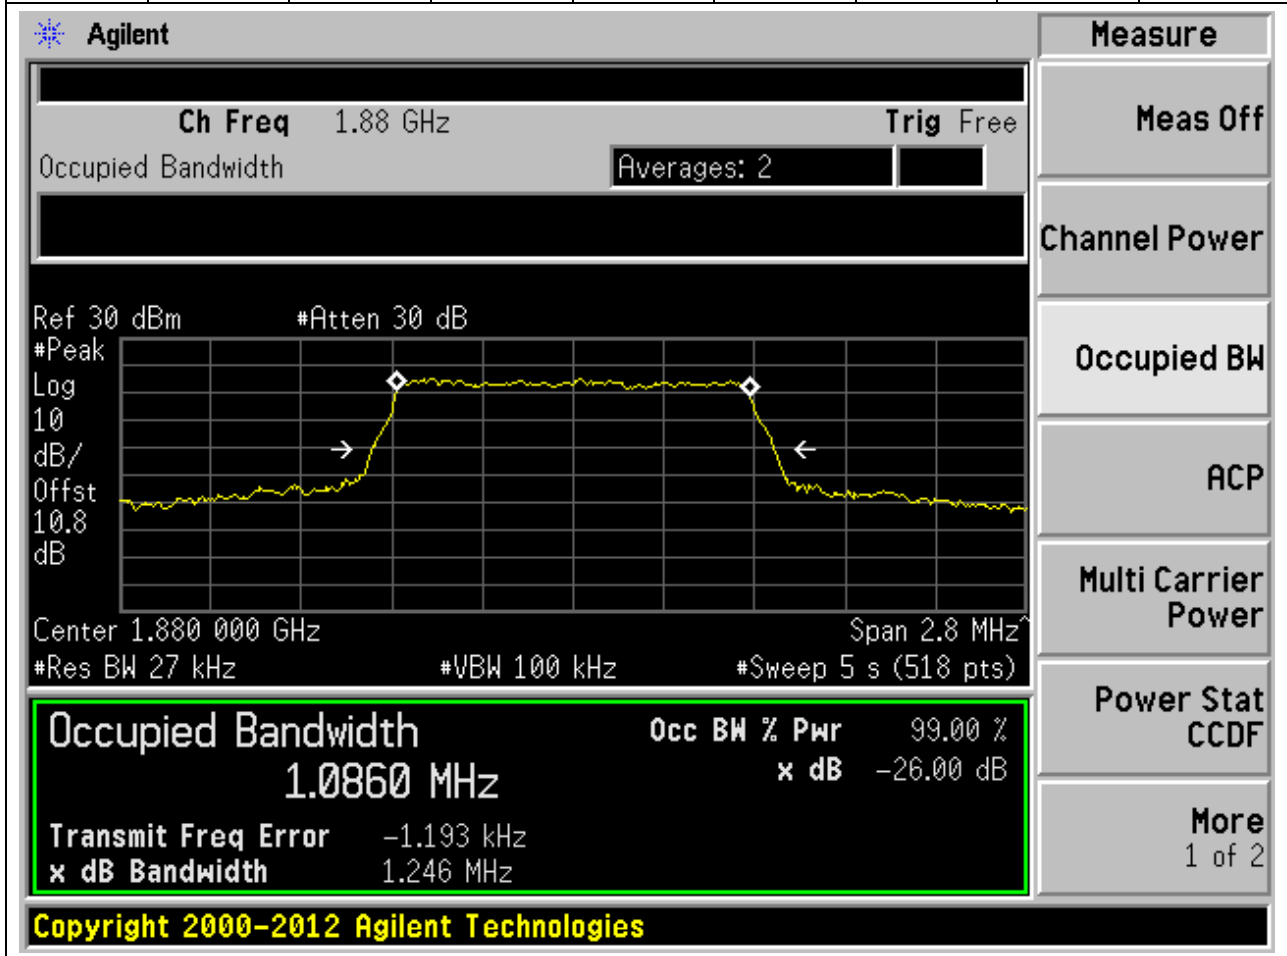 Agilent
Measure
Ch Freq 1.88 GHz Trig Free
Occupied Bandwidth Averages: 2
Meas Off
Channel Power
Occupied BW
ACP
Multi Carrier
Power
Power Stat
CCDF
More
1 of 2
Ref 30 dBm #Atten 30 dB
#Peak
Log
10
dB/
Offst
10.8
dB
Center 1.880 000 GHz Span 2.8 MHz^
#Res BW 27 kHz #VBW 100 kHz #Sweep 5 s (518 pts)
Occupied Bandwidth Occ BW % Pwr 99.00 %
1.0860 MHz x dB -26.00 dB
Transmit Freq Error -1.193 kHz
x dB Bandwidth 1.246 MHz
Copyright 2000-2012 Agilent Technologies